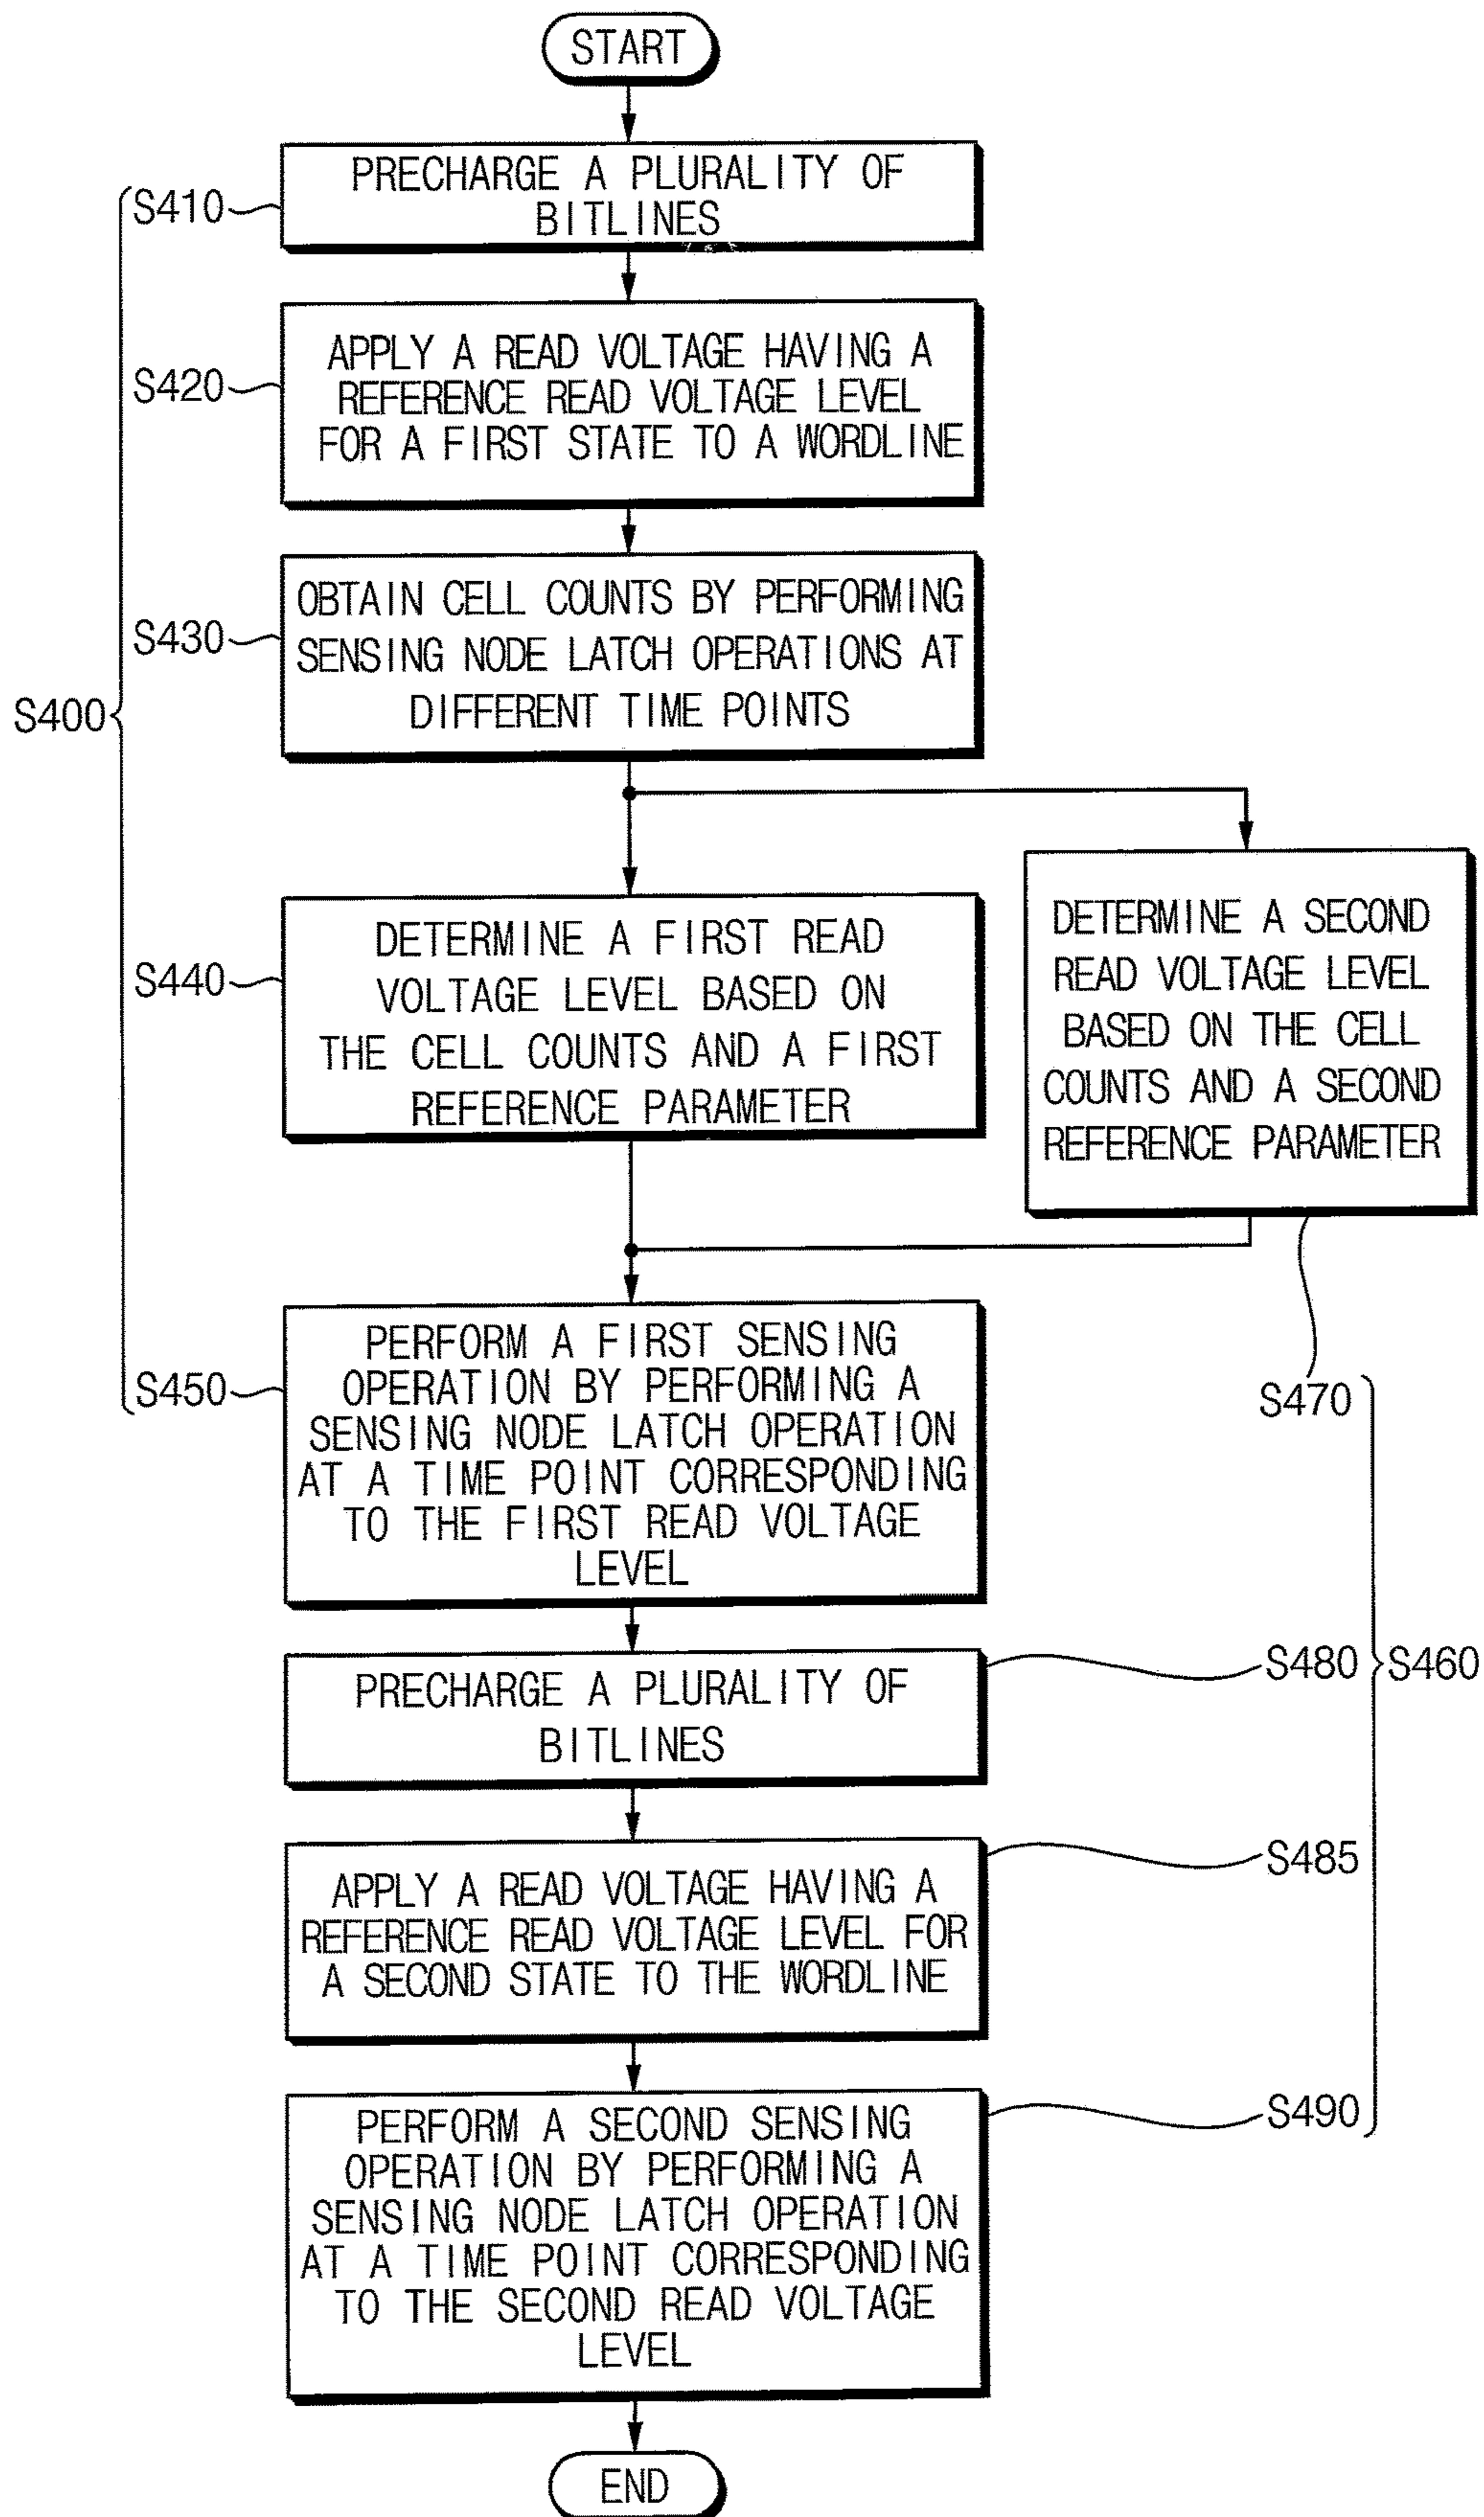 START
PRECHARGE A PLURALITY OF
BITLINES
S410
APPLY A READ VOLTAGE HAVING A
REFERENCE READ VOLTAGE LEVEL
FOR A FIRST STATE TO A WORDLINE
S420
OBTAIN CELL COUNTS BY PERFORMING
SENSING NODE LATCH OPERATIONS AT
DIFFERENT TIME POINTS
S430
S400
DETERMINE A FIRST READ
VOLTAGE LEVEL BASED ON
THE CELL COUNTS AND A FIRST
REFERENCE PARAMETER
S440
DETERMINE A SECOND
READ VOLTAGE LEVEL
BASED ON THE CELL
COUNTS AND A SECOND
REFERENCE PARAMETER
S470
PERFORM A FIRST SENSING
OPERATION BY PERFORMING A
SENSING NODE LATCH OPERATION
AT A TIME POINT CORRESPONDING
TO THE FIRST READ VOLTAGE
LEVEL
S450
PRECHARGE A PLURALITY OF
BITLINES
S480
S460
APPLY A READ VOLTAGE HAVING A
REFERENCE READ VOLTAGE LEVEL FOR
A SECOND STATE TO THE WORDLINE
S485
PERFORM A SECOND SENSING
OPERATION BY PERFORMING A
SENSING NODE LATCH OPERATION
AT A TIME POINT CORRESPONDING
TO THE SECOND READ VOLTAGE
LEVEL
S490
END